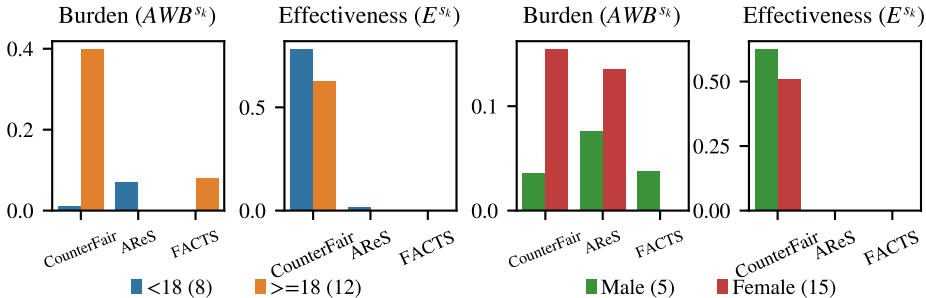 Burden (AWB^{s_k})
0.4
0.2
0.0
CounterFair
AReS
FACTS
Effectiveness (E^{s_k})
0.5
0.0
CounterFair
AReS
FACTS
<18 (8)
>=18 (12)
Burden (AWB^{s_k})
0.1
0.0
CounterFair
AReS
FACTS
Effectiveness (E^{s_k})
0.50
0.25
0.00
CounterFair
AReS
FACTS
Male (5)
Female (15)